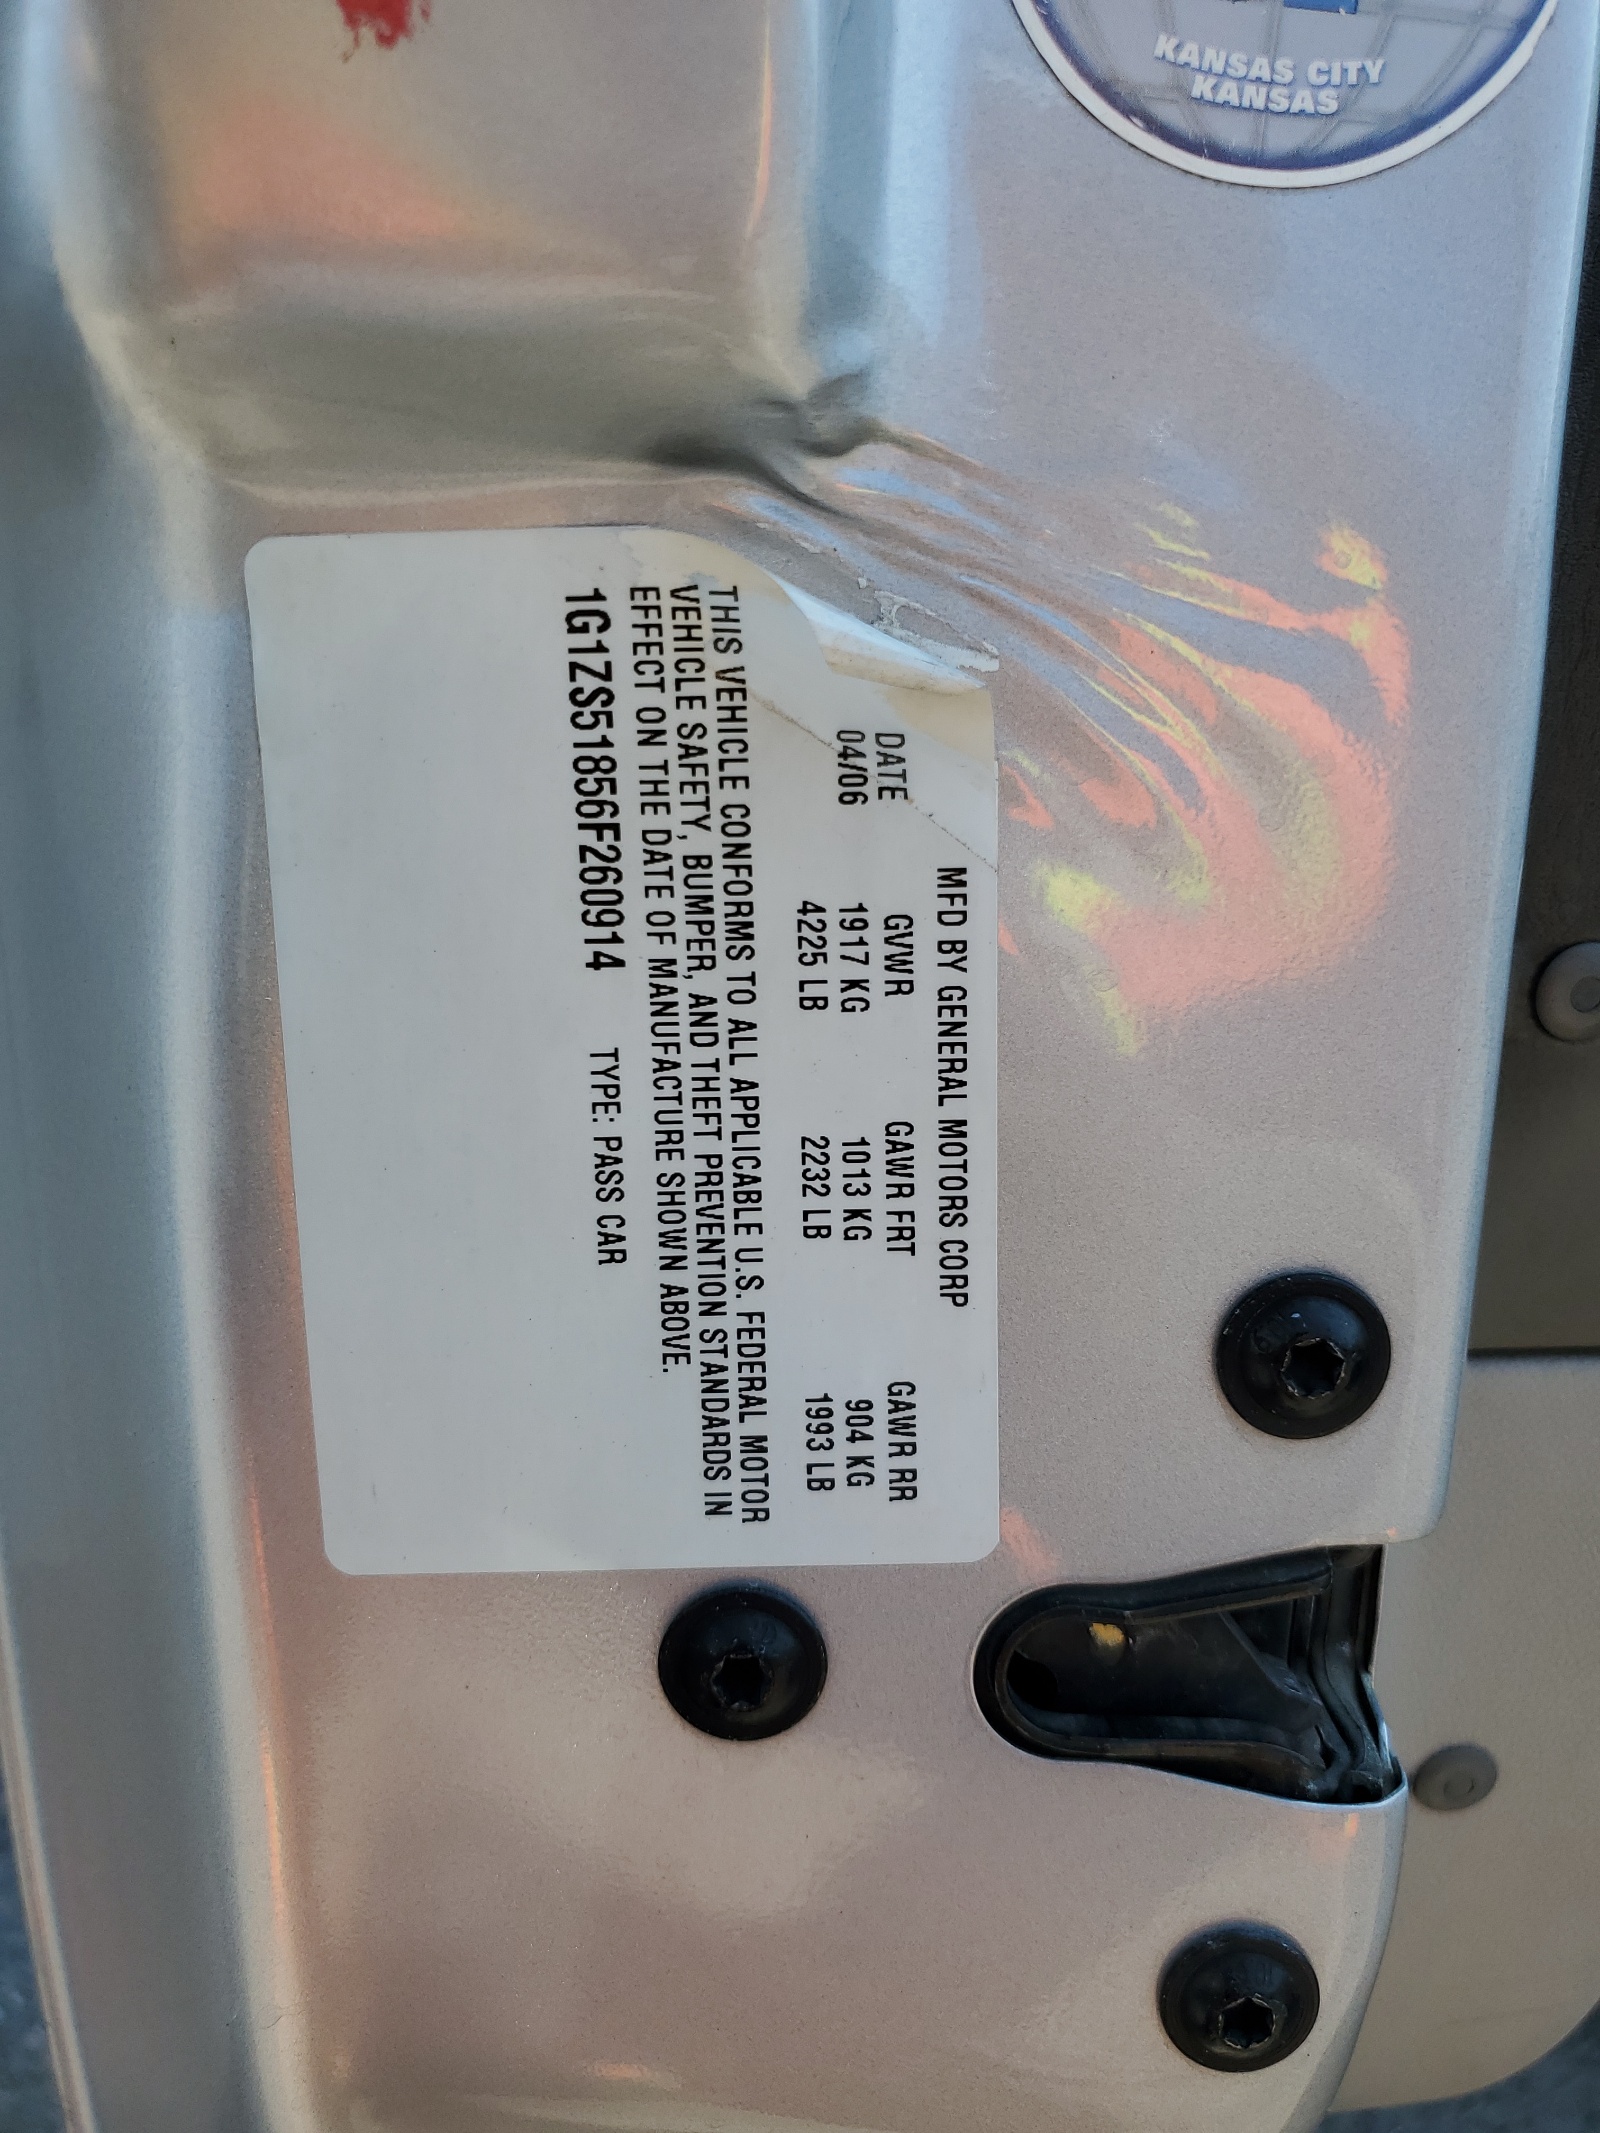 KANSAS CITY
KANSAS
MFD BY GENERAL MOTORS CORP
DATE GVWR GAWR FRT GAWR RR
04/06 1917 KG 1013 KG 904 KG
4225 LB 2232 LB 1993 LB
THIS VEHICLE CONFORMS TO ALL APPLICABLE U.S. FEDERAL MOTOR
VEHICLE SAFETY, BUMPER, AND THEFT PREVENTION STANDARDS IN
EFFECT ON THE DATE OF MANUFACTURE SHOWN ABOVE.
1G1ZS51856F260914 TYPE: PASS CAR